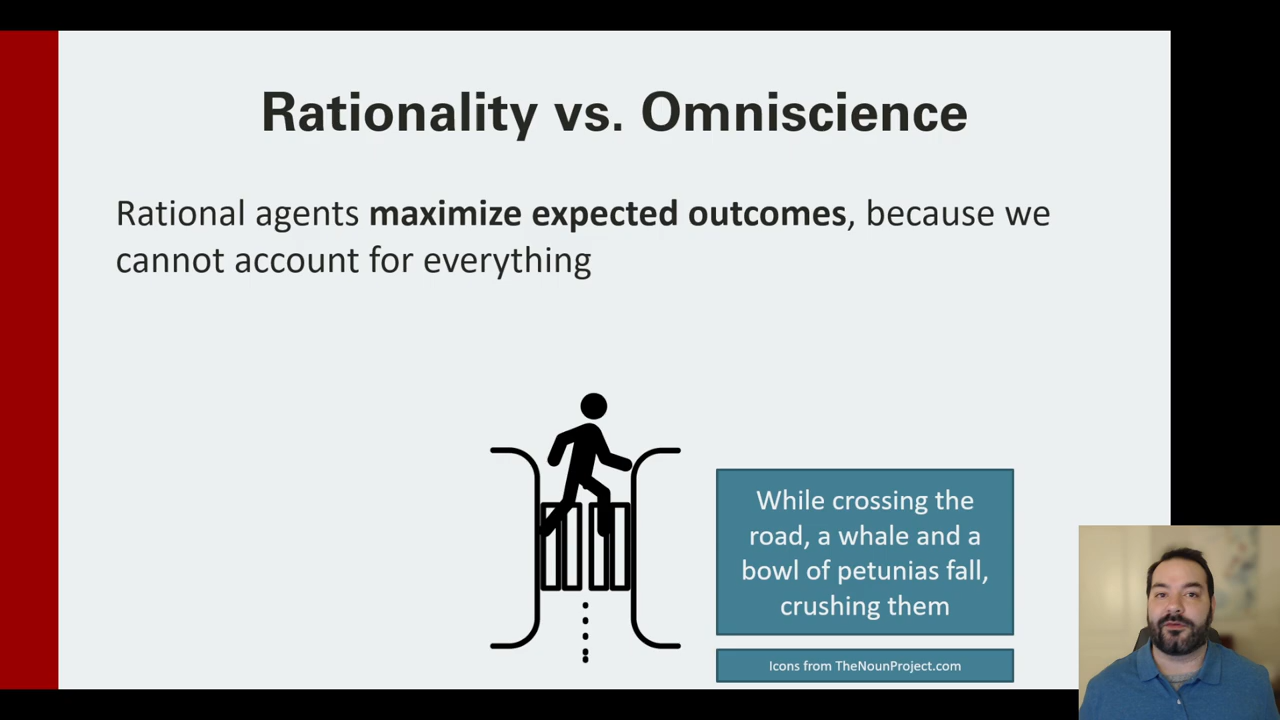 Rationality vs. Omniscience
Rational agents maximize expected outcomes, because we
cannot account for everything
While crossing the
road, a whale and a
bowl of petunias fall,
crushing them
Icons from TheNounProject.com